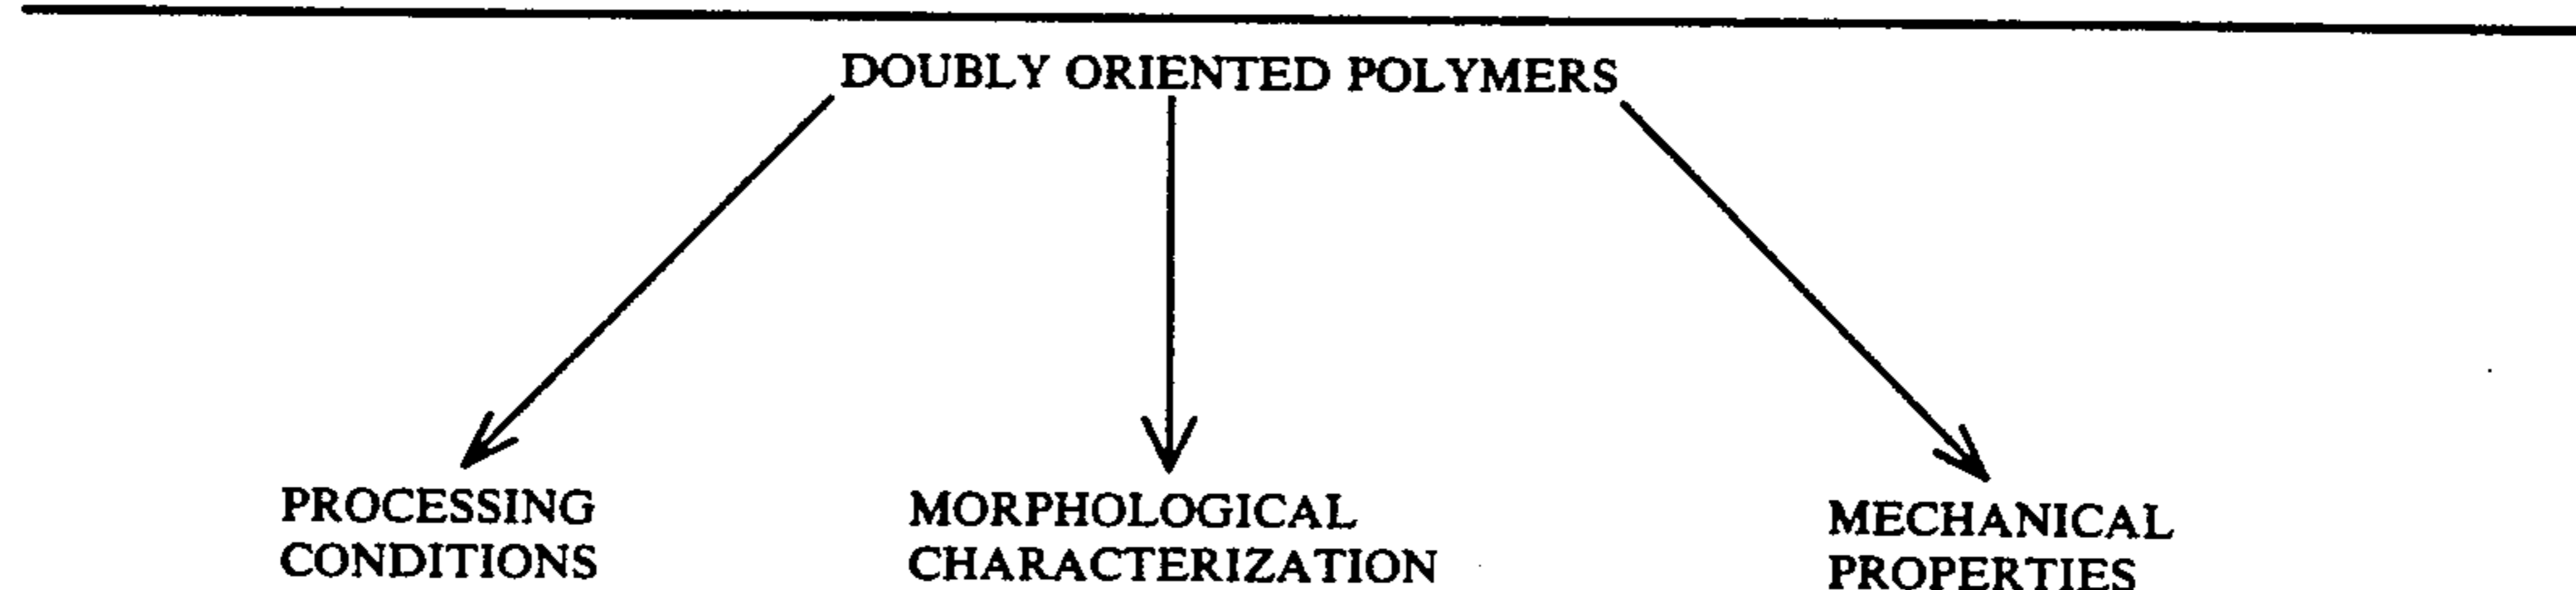 DOUBLY ORIENTED POLYMERS
PROCESSING
CONDITIONS
MORPHOLOGICAL
CHARACTERIZATION
MECHANICAL
PROPERTIES